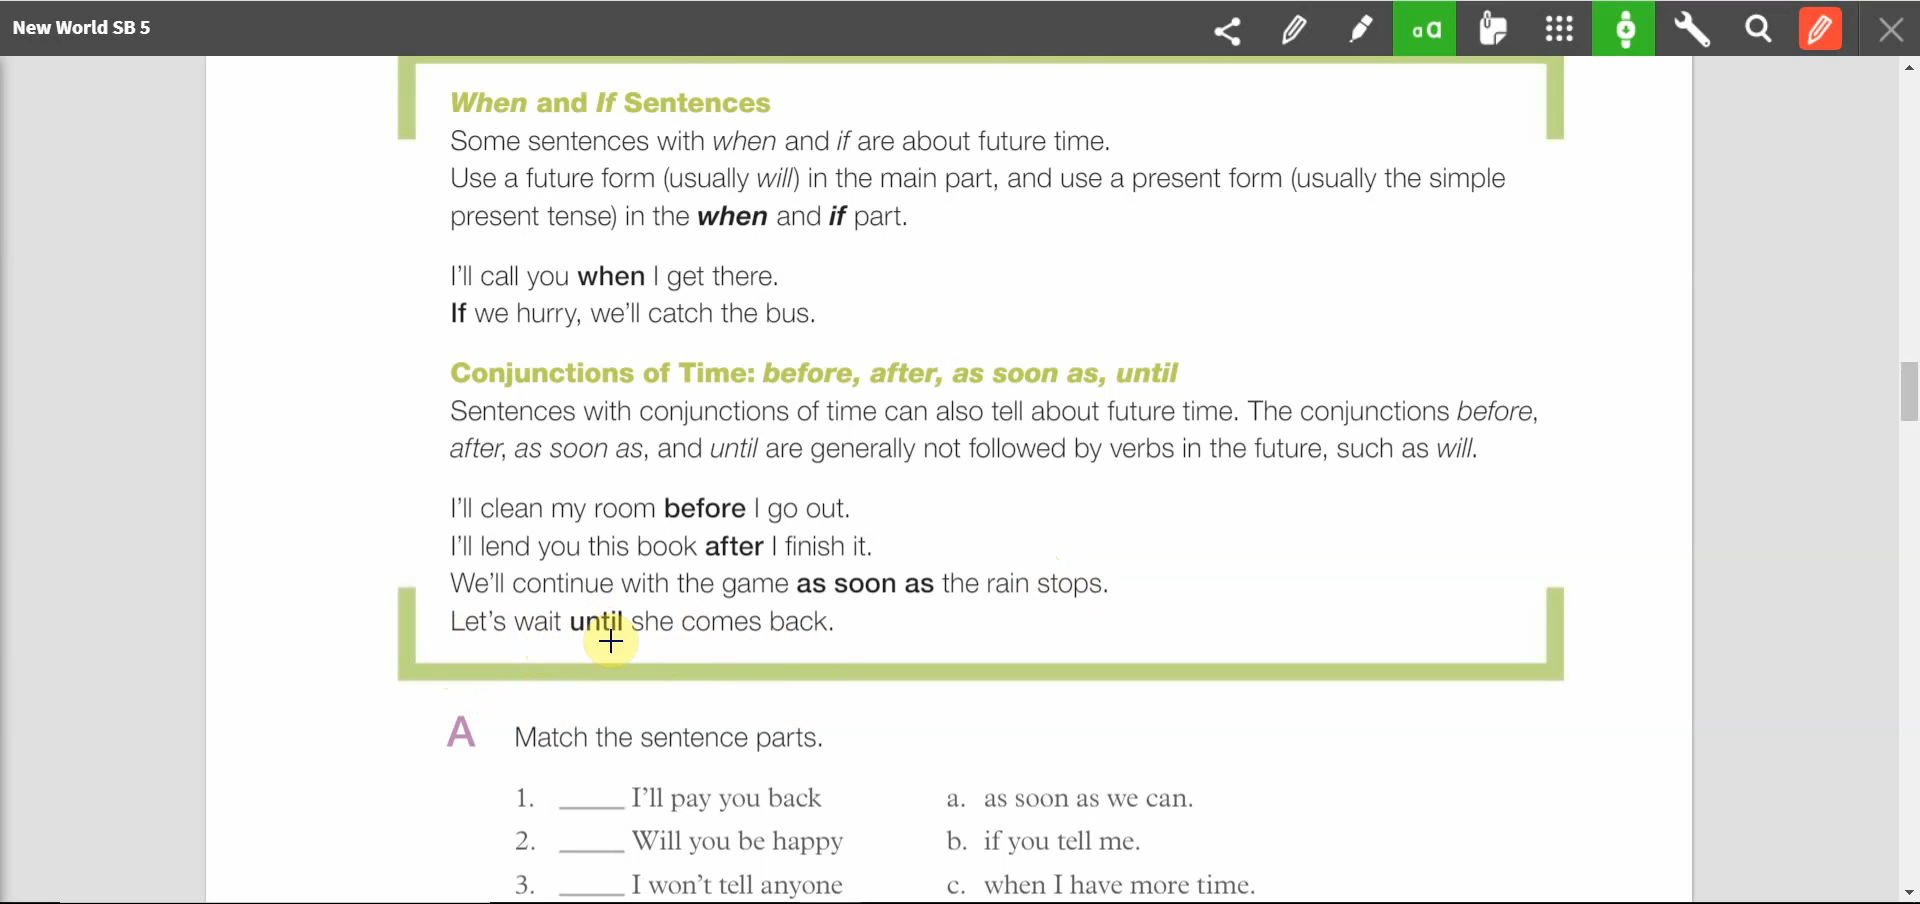 New World SB 5
aa
When and If Sentences
Some sentences with when and if are about future time.
Use a future form (usually will) in the main part, and use a present form (usually the simple
present tense) in the when and if part.
I'll call you when I get there.
If we hurry, we'll catch the bus.
Conjunctions of Time: before, after, as soon as, until
Sentences with conjunctions of time can also tell about future time. The conjunctions before,
after, as soon as, and until are generally not followed by verbs in the future, such as will.
I'll clean my room before I go out.
I'll lend you this book after I finish it.
We'll continue with the game as soon as the rain stops.
Let's wait until she comes back.
A Match the sentence parts.
1. _____ I'll pay you back a. as soon as we can.
2. _____ Will you be happy b. if you tell me.
3. _____ I won't tell anyone c. when I have more time.